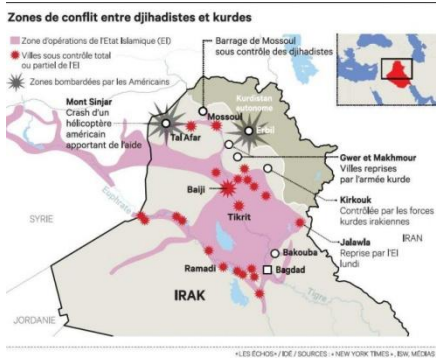 Zones de conflit entre djihadistes et kurdes
Zone d'opérations de l'Etat Islamique (EI)
Villes sous contrôle total
ou partiel de l'EI
Zones bombardées par les Américains
Barrage de Mossoul
sous contrôle des djihadistes
Mont Sinjar
Crash d'un
hélicoptère
américain
apportant de l'aide
Kurdistan
autonome
Mossoul
Erbil
Tal Afar
Gwer et Makhmour
Villes reprises
par l'armée kurde
Baiji
Kirkouk
Contrôlée par les forces
kurdes irakiennes
SYRIE
Euphrate
Tikrit
Jalawla
Reprise par l'EI
lundi
IRAN
Bakouba
Ramadi
Bagdad
IRAK
Tigre
JORDANIE
«LES ÉCHOS» / IDÉ / SOURCES : « NEW YORK TIMES », ISW, MÉDIAS